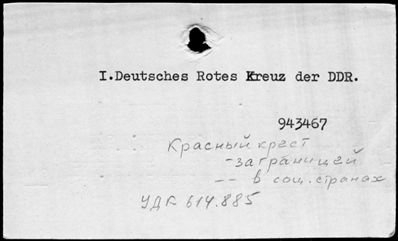 I.Deutsches Rotes Kreuz der DDR.
943467
Красный крест
-заграницей
-- в соц. странах
УДК 614.885